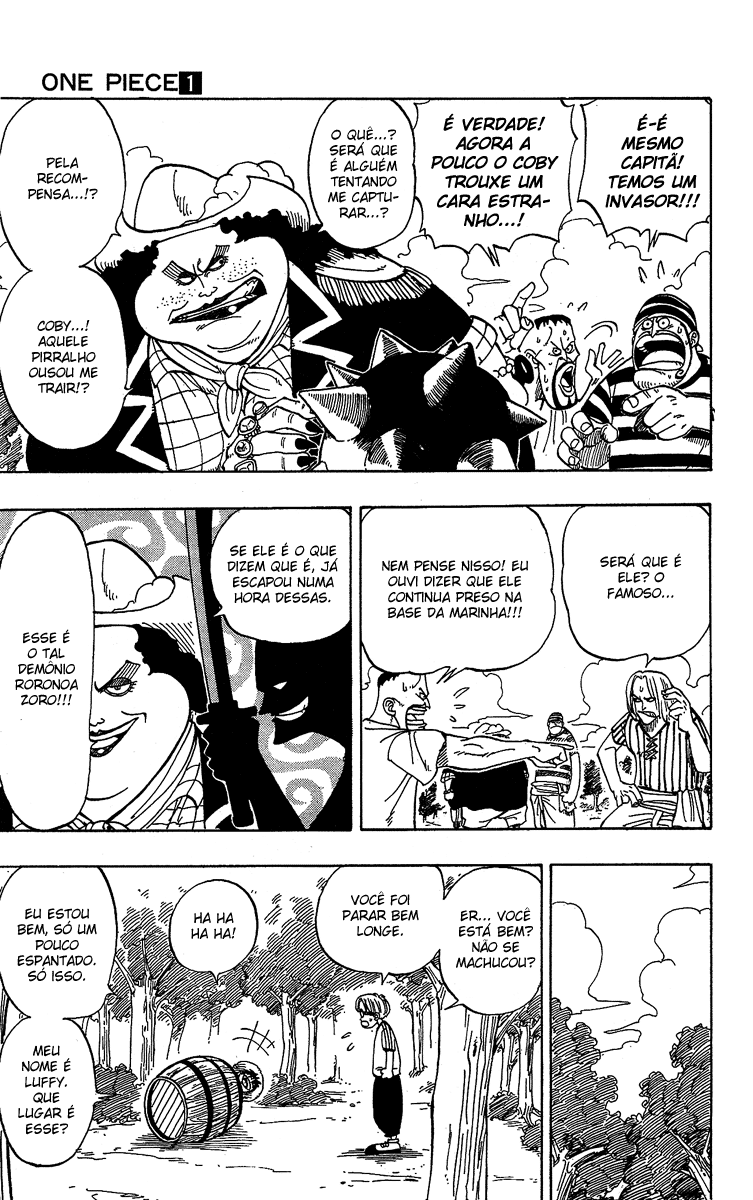 ONE PIECE 1
É-É
MESMO
CAPITÃ!
TEMOS UM
INVASOR!!!
É VERDADE!
AGORA A
POUCO O COBY
TROUXE UM
CARA ESTRA-
NHO...!
O QUÊ...?
SERÁ QUE
É ALGUÉM
TENTANDO
ME CAPTU-
RAR...?
PELA
RECOM-
PENSA...!?
COBY...!
AQUELE
PIRRALHO
OUSOU ME
TRAIR!?
SERÁ QUE É
ELE? O
FAMOSO...
NEM PENSE NISSO! EU
OUVI DIZER QUE ELE
CONTINUA PRESO NA
BASE DA MARINHA!!!
SE ELE É O QUE
DIZEM QUE É, JÁ
ESCAPOU NUMA
HORA DESSAS.
ESSE É
O TAL
DEMÔNIO
RORONOA
ZORO!!!
ER... VOCÊ
ESTÁ BEM?
NÃO SE
MACHUCOU?
VOCÊ FOI
PARAR BEM
LONGE.
HA HA
HA HA!
EU ESTOU
BEM, SÓ UM
POUCO
ESPANTADO.
SÓ ISSO.
MEU
NOME É
LUFFY.
QUE
LUGAR É
ESSE?